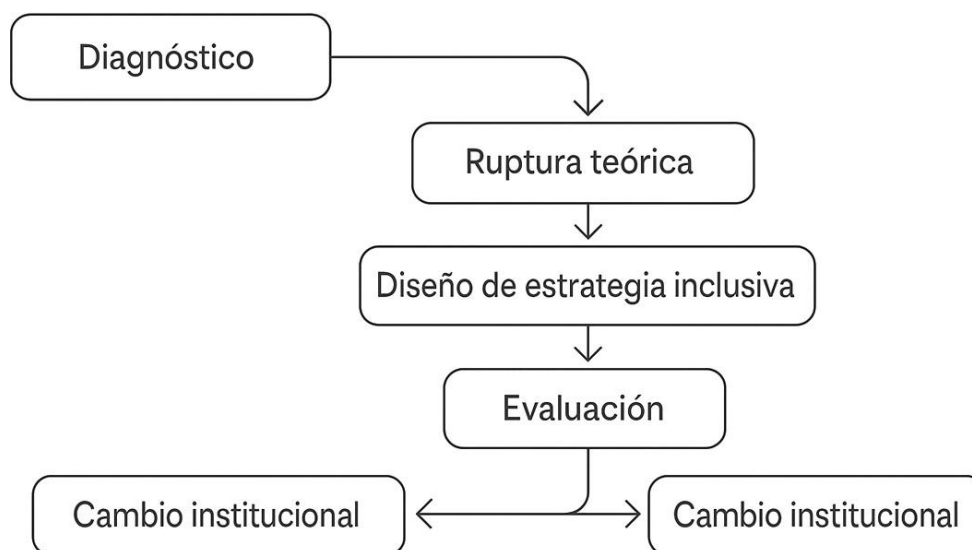 Diagnóstico
Ruptura teórica
Diseño de estrategia inclusiva
Evaluación
Cambio institucional
Cambio institucional